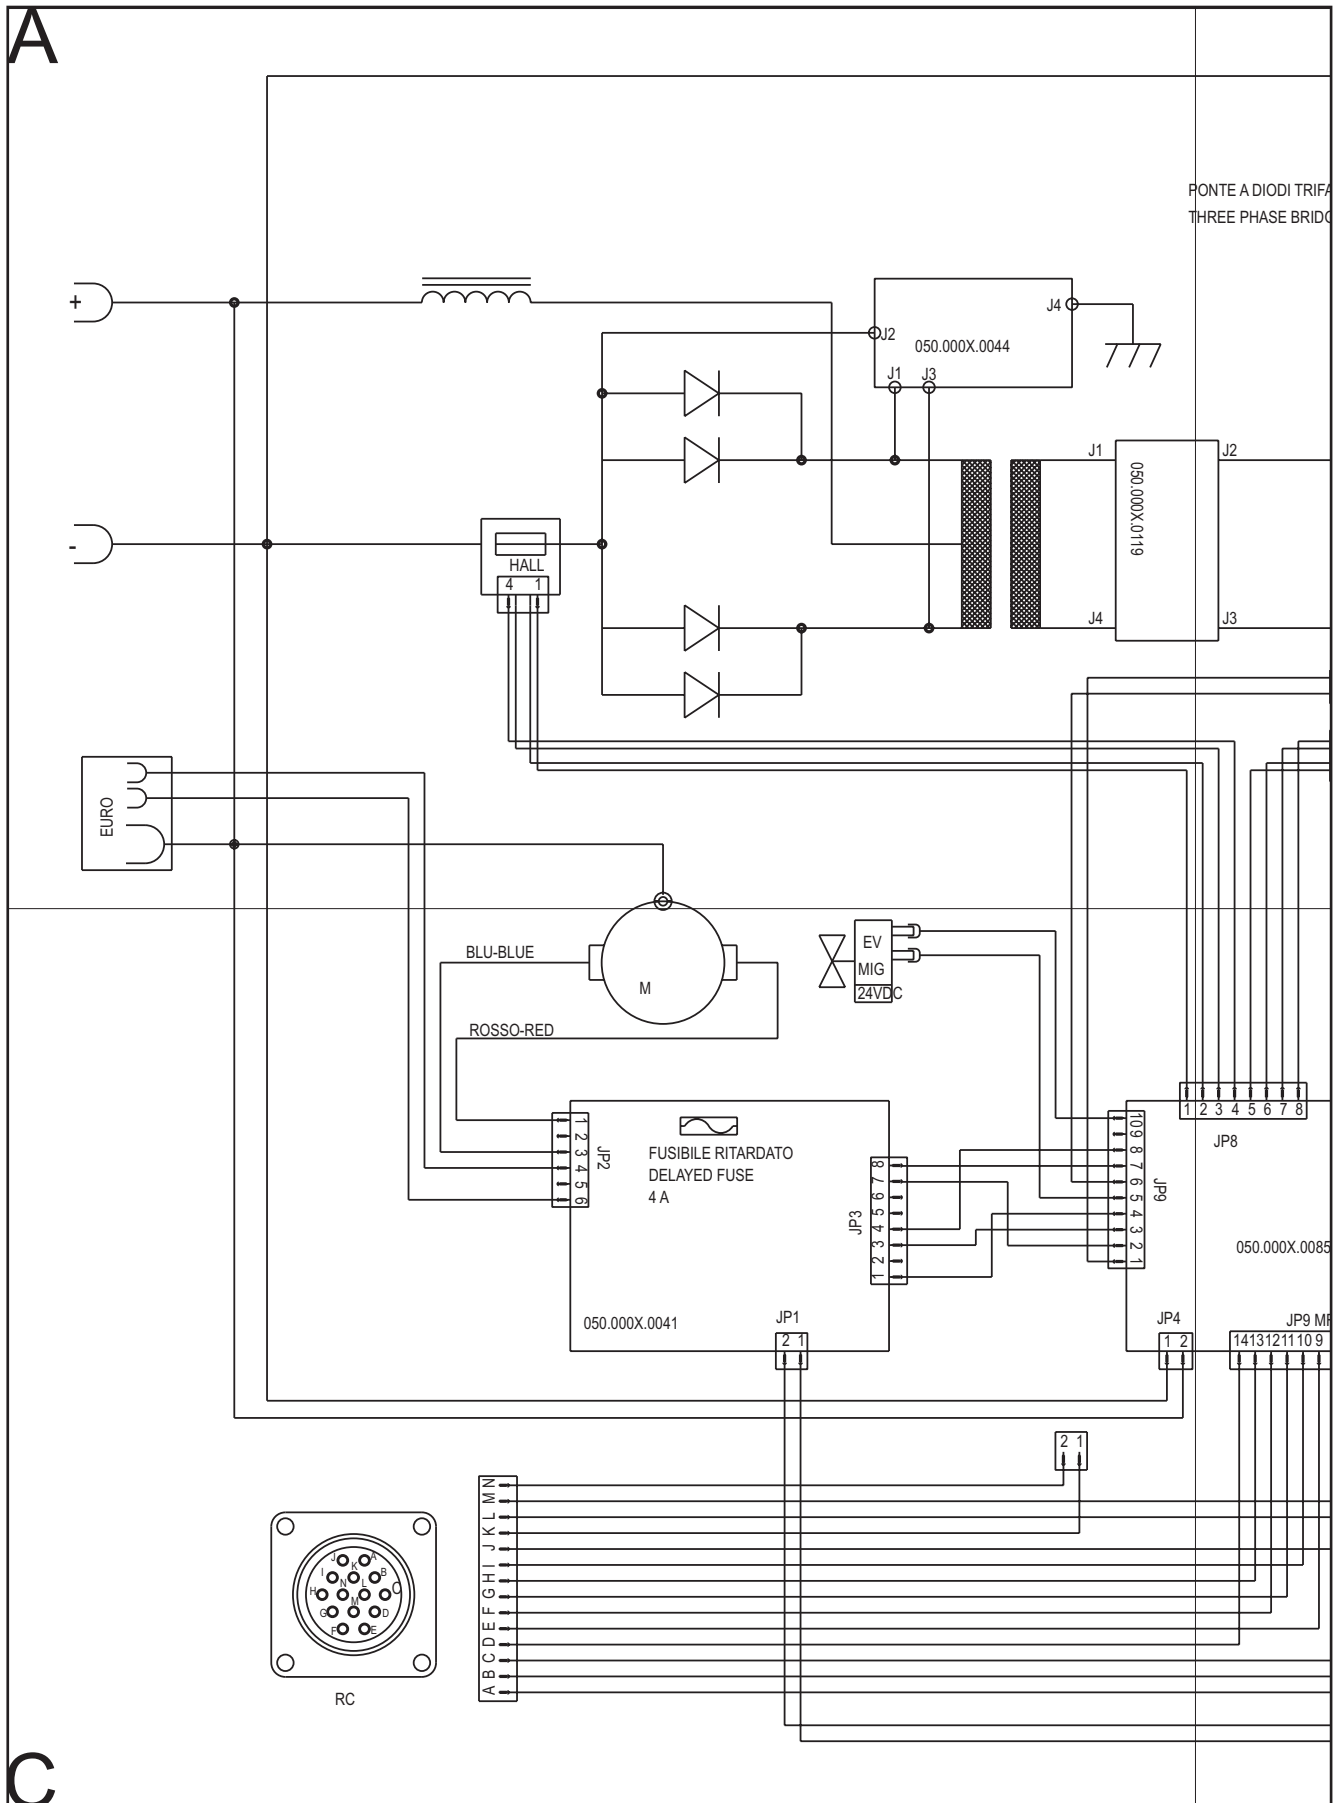 A
PONTE A DIODI TRIFA
THREE PHASE BRIDG
+
J4
J2
050.000X.0044
J1 J3
J1
J2
050.000X.0119
-
HALL
4 1
J4
J3
EURO
BLU-BLUE
M
EV
MIG
24VDC
ROSSO-RED
1 2 3 4 5 6 7 8
JP8
1 2 3 4 5 6
JP2
FUSIBILE RITARDATO
DELAYED FUSE
4 A
8 7 6 5 4 3 2 1
JP3
10 9 8 7 6 5 4 3 2 1
JP9
050.000X.0085
050.000X.0041
JP1
2 1
JP4
1 2
JP9 MF
14 13 12 11 10 9
2 1
N
M
L
K
J
I
H
G
F
E
D
C
B
A
J A
K
I B
N L
H C
M
G D
F E
RC
C